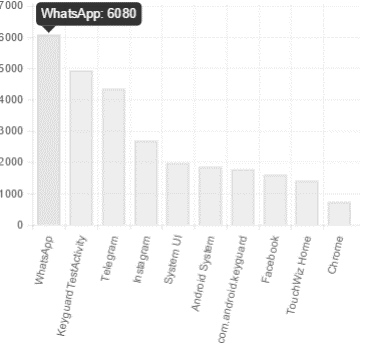 7000
WhatsApp: 6080
6000
5000
4000
3000
2000
1000
0
WhatsApp
KeyguardTestActivity
Telegram
Instagram
System UI
Android System
com.android.keyguard
Facebook
TouchWiz Home
Chrome